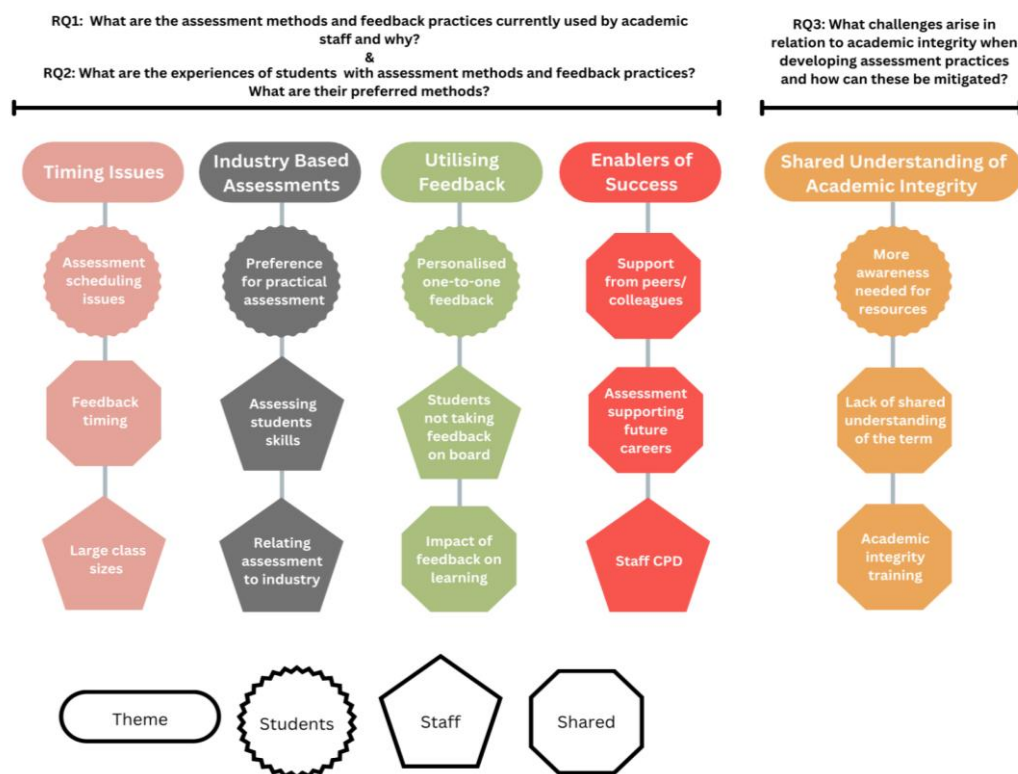 RQ1: What are the assessment methods and feedback practices currently used by academic
staff and why?
&
RQ2: What are the experiences of students with assessment methods and feedback practices?
What are their preferred methods?
RQ3: What challenges arise in
relation to academic integrity when
developing assessment practices
and how can these be mitigated?
Timing Issues
Industry Based
Assessments
Utilising
Feedback
Enablers of
Success
Shared Understanding of
Academic Integrity
Assessment
scheduling
issues
Preference
for practical
assessment
Personalised
one-to-one
feedback
Support
from peers/
colleagues
More
awareness
needed for
resources
Feedback
timing
Assessing
students
skills
Students
not taking
feedback
on board
Assessment
supporting
future
careers
Lack of shared
understanding
of the term
Large class
sizes
Relating
assessment
to industry
Impact of
feedback on
learning
Staff CPD
Academic
integrity
training
Theme
Students
Staff
Shared